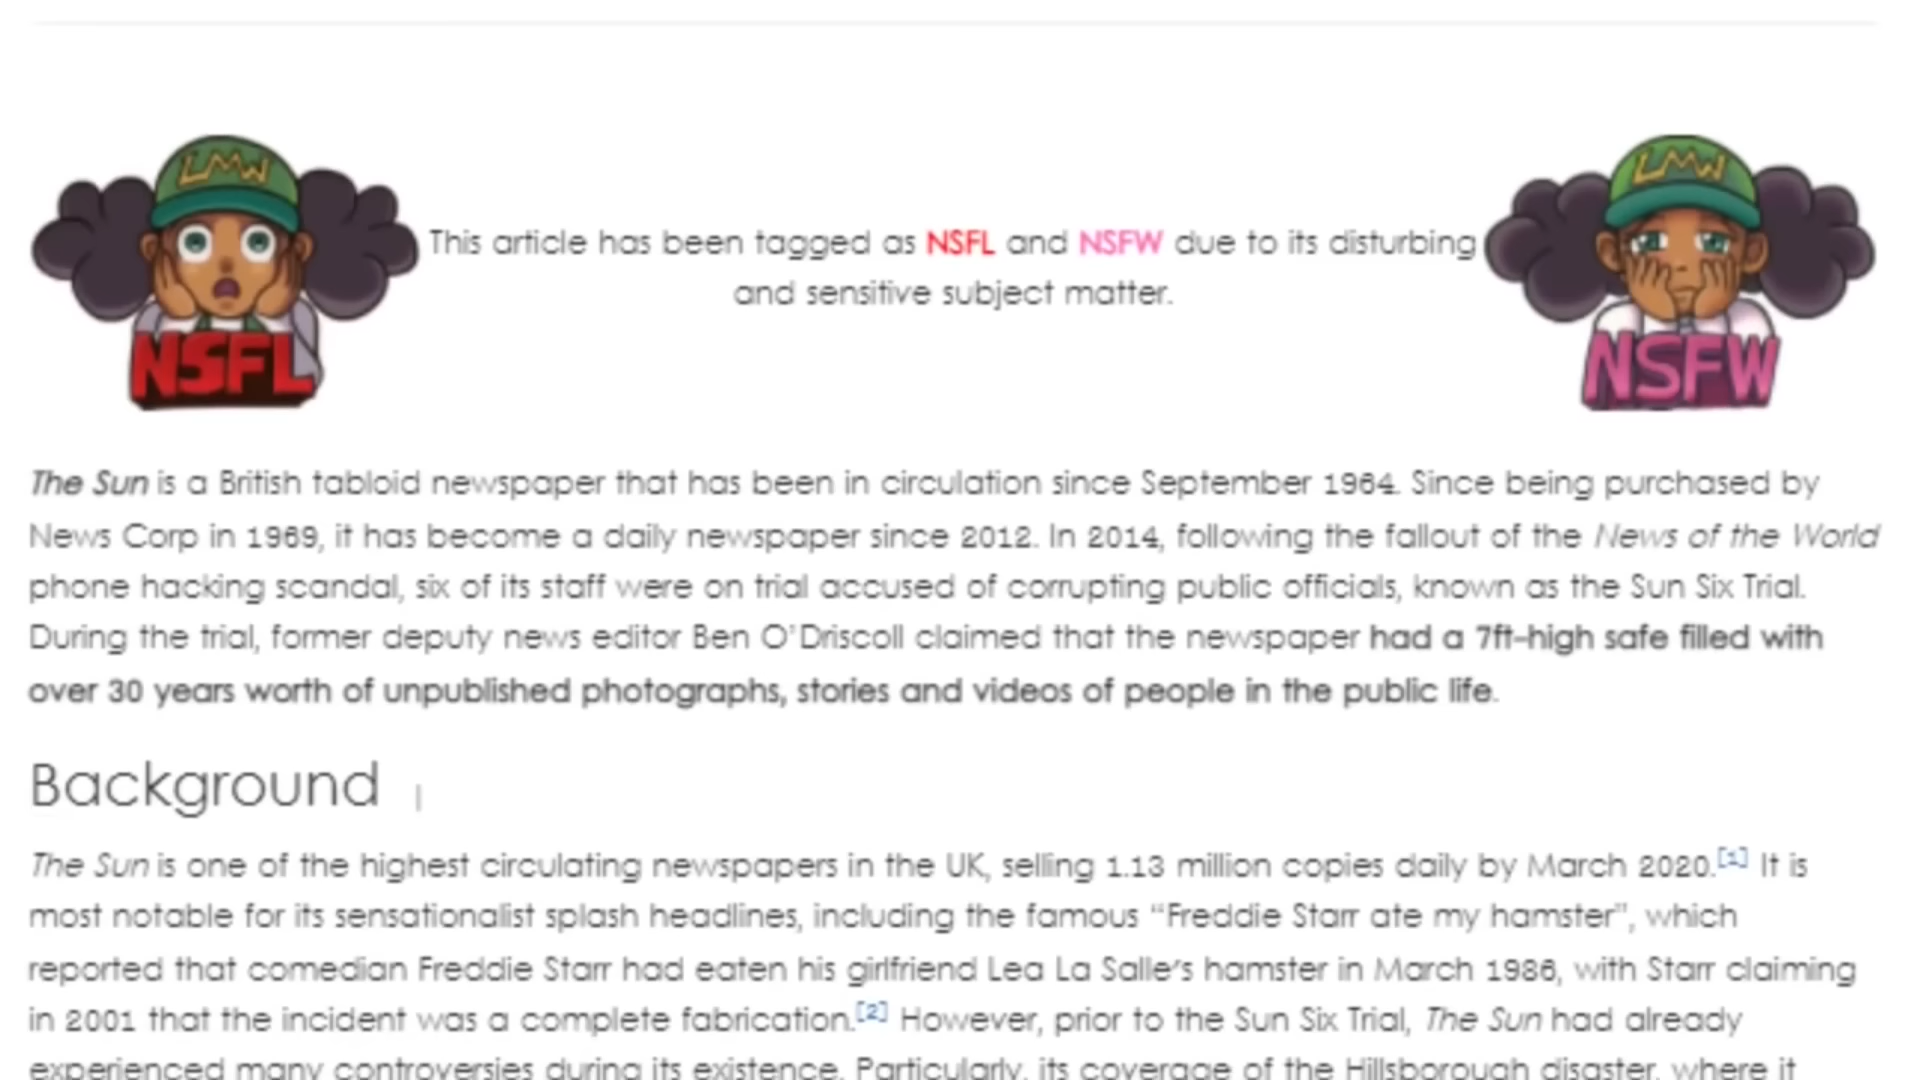 LMW
LMW
This article has been tagged as NSFL and NSFW due to its disturbing
and sensitive subject matter.
NSFL
NSFW
The Sun is a British tabloid newspaper that has been in circulation since September 1964. Since being purchased by
News Corp in 1969, it has become a daily newspaper since 2012. In 2014, following the fallout of the News of the World
phone hacking scandal, six of its staff were on trial accused of corrupting public officials, known as the Sun Six Trial.
During the trial, former deputy news editor Ben O'Driscoll claimed that the newspaper had a 7ft-high safe filled with
over 30 years worth of unpublished photographs, stories and videos of people in the public life.
Background
The Sun is one of the highest circulating newspapers in the UK, selling 1.13 million copies daily by March 2020.[1] It is
most notable for its sensationalist splash headlines, including the famous "Freddie Starr ate my hamster", which
reported that comedian Freddie Starr had eaten his girlfriend Lea La Salle's hamster in March 1986, with Starr claiming
in 2001 that the incident was a complete fabrication.[2] However, prior to the Sun Six Trial, The Sun had already
experienced many controversies during its existence. Particularly, its coverage of the Hillsborough disaster, where it